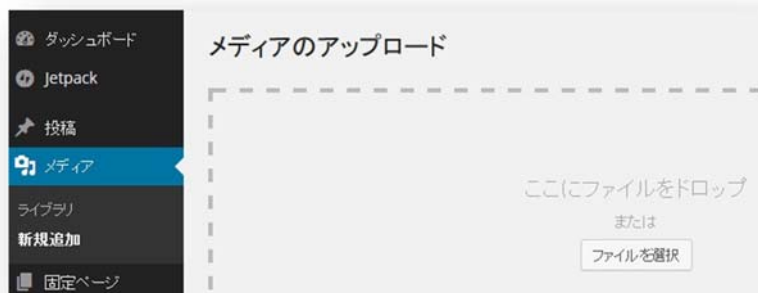 ダッシュボード
Jetpack
投稿
メディア
ライブラリ
新規追加
固定ページ
メディアのアップロード
ここにファイルをドロップ
または
ファイルを選択